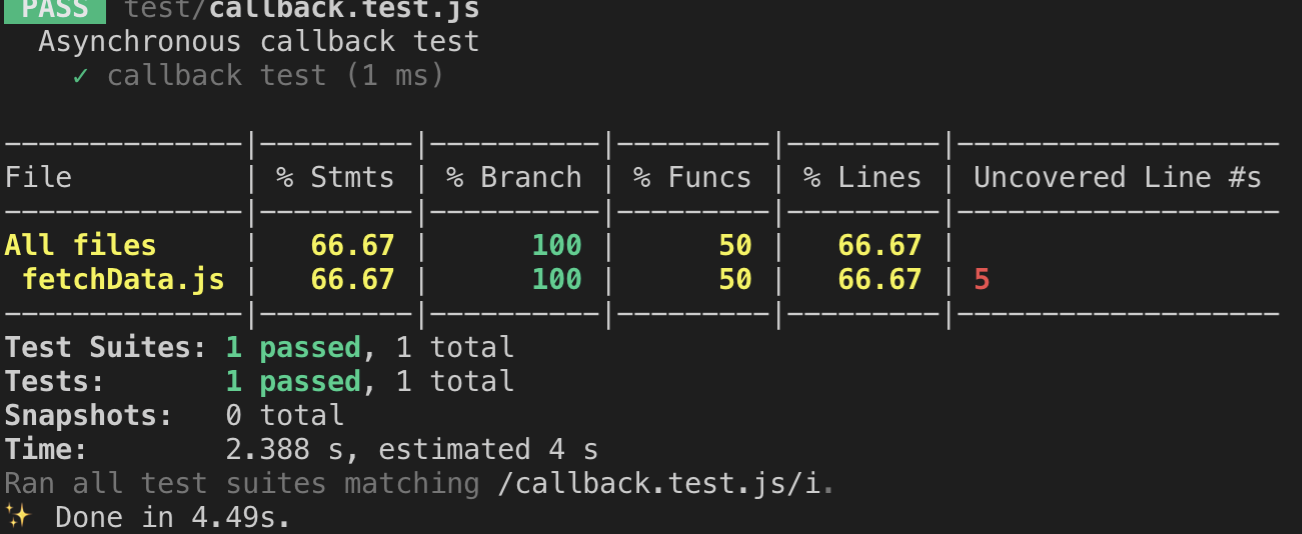 PASS test/callback.test.js
Asynchronous callback test
✓ callback test (1 ms)
--------------|---------|----------|---------|---------|-------------------
File          | % Stmts | % Branch | % Funcs | % Lines | Uncovered Line #s
--------------|---------|----------|---------|---------|-------------------
All files     |   66.67 |      100 |      50 |   66.67 |
 fetchData.js |   66.67 |      100 |      50 |   66.67 | 5
--------------|---------|----------|---------|---------|-------------------
Test Suites: 1 passed, 1 total
Tests:       1 passed, 1 total
Snapshots:   0 total
Time:        2.388 s, estimated 4 s
Ran all test suites matching /callback.test.js/i.
✨ Done in 4.49s.